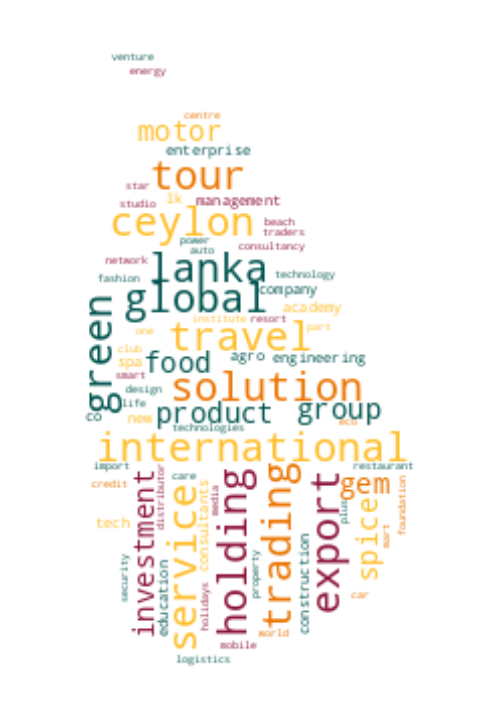 venture
energy
centre
motor
enterprise
tour
star
lk management
studio
ceylon beach
traders
power
consultancy
auto
lanka
network
technology
fashion
global company
academy
green
institute resort
one travel part
club
food agro engineering
spa
smart
solution
design
life
product group
co new
eco
technologies
international
import restaurant
credit
investment
distributor
care
service
consultants
media
holding
trading
export
gem
plus
spice
mart
foundation
tech
security
education
holidays
property
construction
car
world
mobile
logistics